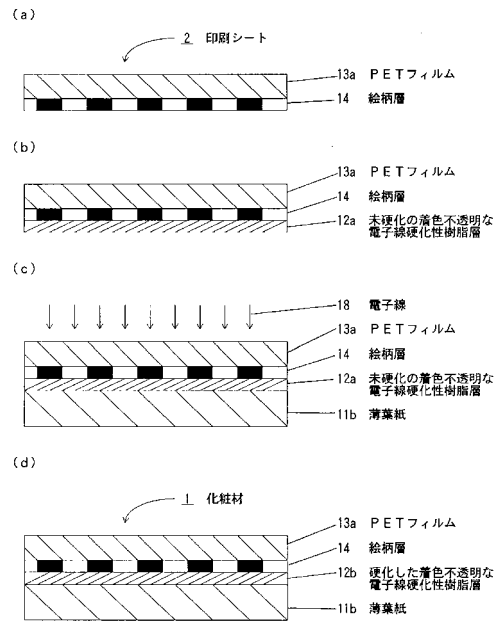 (a)
2 印刷シート
13a PETフィルム
14 絵柄層
(b)
13a PETフィルム
14 絵柄層
12a 未硬化の着色不透明な
電子線硬化性樹脂層
(c)
18 電子線
13a PETフィルム
14 絵柄層
12a 未硬化の着色不透明な
電子線硬化性樹脂層
11b 薄葉紙
(d)
1 化粧材
13a PETフィルム
14 絵柄層
12b 硬化した着色不透明な
電子線硬化性樹脂層
11b 薄葉紙